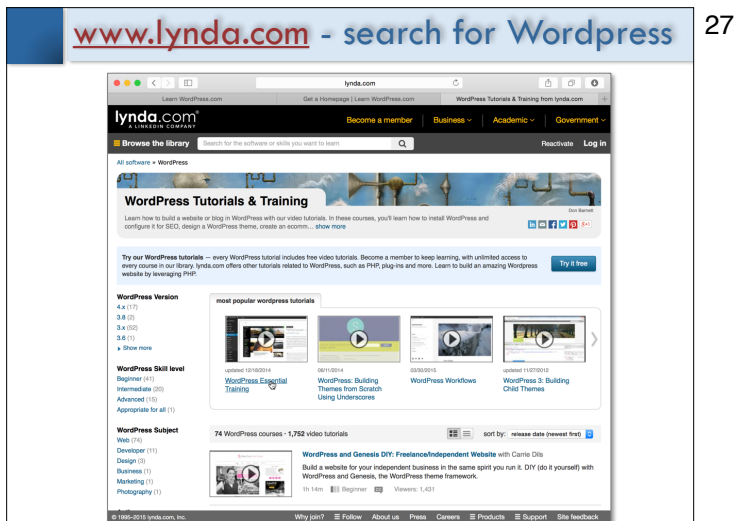 www.lynda.com - search for Wordpress
27
lynda.com
Learn WordPress.com
Get a Homepage | Learn WordPress.com
WordPress Tutorials & Training from lynda.com
lynda.com
A LINKEDIN COMPANY
Become a member
Business
Academic
Government
Browse the library
Search for the software or skills you want to learn
Reactivate
Log in
All software » WordPress
WordPress Tutorials & Training
Don Barnett
Learn how to build a website or blog in WordPress with our video tutorials. In these courses, you'll learn how to install WordPress and
configure it for SEO, design a WordPress theme, create an ecomm... show more
Try our WordPress tutorials — every WordPress tutorial includes free video tutorials. Become a member to keep learning, with unlimited access to
every course in our library. lynda.com offers other tutorials related to WordPress, such as PHP, plug-ins and more. Learn to build an amazing Wordpress
website by leveraging PHP.
Try it free
WordPress Version
4.x (17)
3.8 (2)
3.x (52)
3.6 (1)
Show more
WordPress Skill level
Beginner (41)
Intermediate (20)
Advanced (15)
Appropriate for all (1)
WordPress Subject
Web (74)
Developer (11)
Design (3)
Business (1)
Marketing (1)
Photography (1)
most popular wordpress tutorials
updated 12/18/2014
WordPress Essential
Training
08/11/2014
WordPress: Building
Themes from Scratch
Using Underscores
03/30/2015
WordPress Workflows
updated 11/27/2012
WordPress 3: Building
Child Themes
74 WordPress courses · 1,752 video tutorials
sort by: release date (newest first)
WordPress and Genesis DIY: Freelance/Independent Website with Carrie Dils
Build a website for your independent business in the same spirit you run it. DIY (do it yourself) with
WordPress and Genesis, the WordPress theme framework.
1h 14m
Beginner
Viewers: 1,431
© 1995–2015 lynda.com, Inc.
Why join?
Follow
About us
Press
Careers
Products
Support
Site feedback